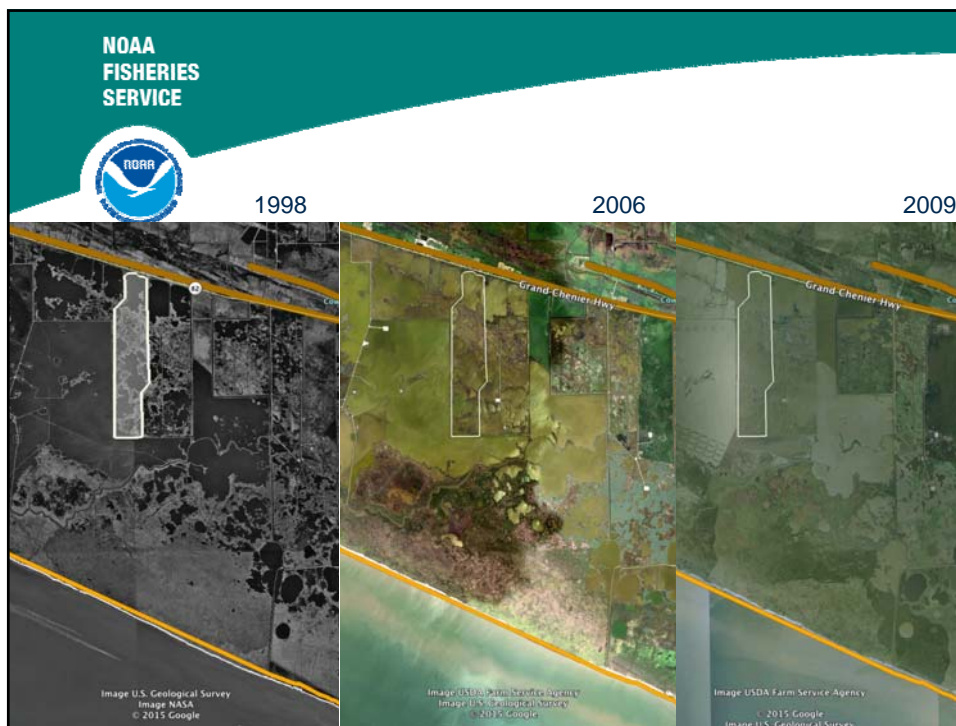 NOAA
FISHERIES
SERVICE
NOAA
1998
2006
2009
82
Grand Chenier Hwy
Grand Chenier Hwy
Image U.S. Geological Survey
Image NASA
© 2015 Google
Image USDA Farm Service Agency
Image U.S. Geological Survey
© 2015 Google
Image USDA Farm Service Agency
© 2015 Google
Image U.S. Geological Survey